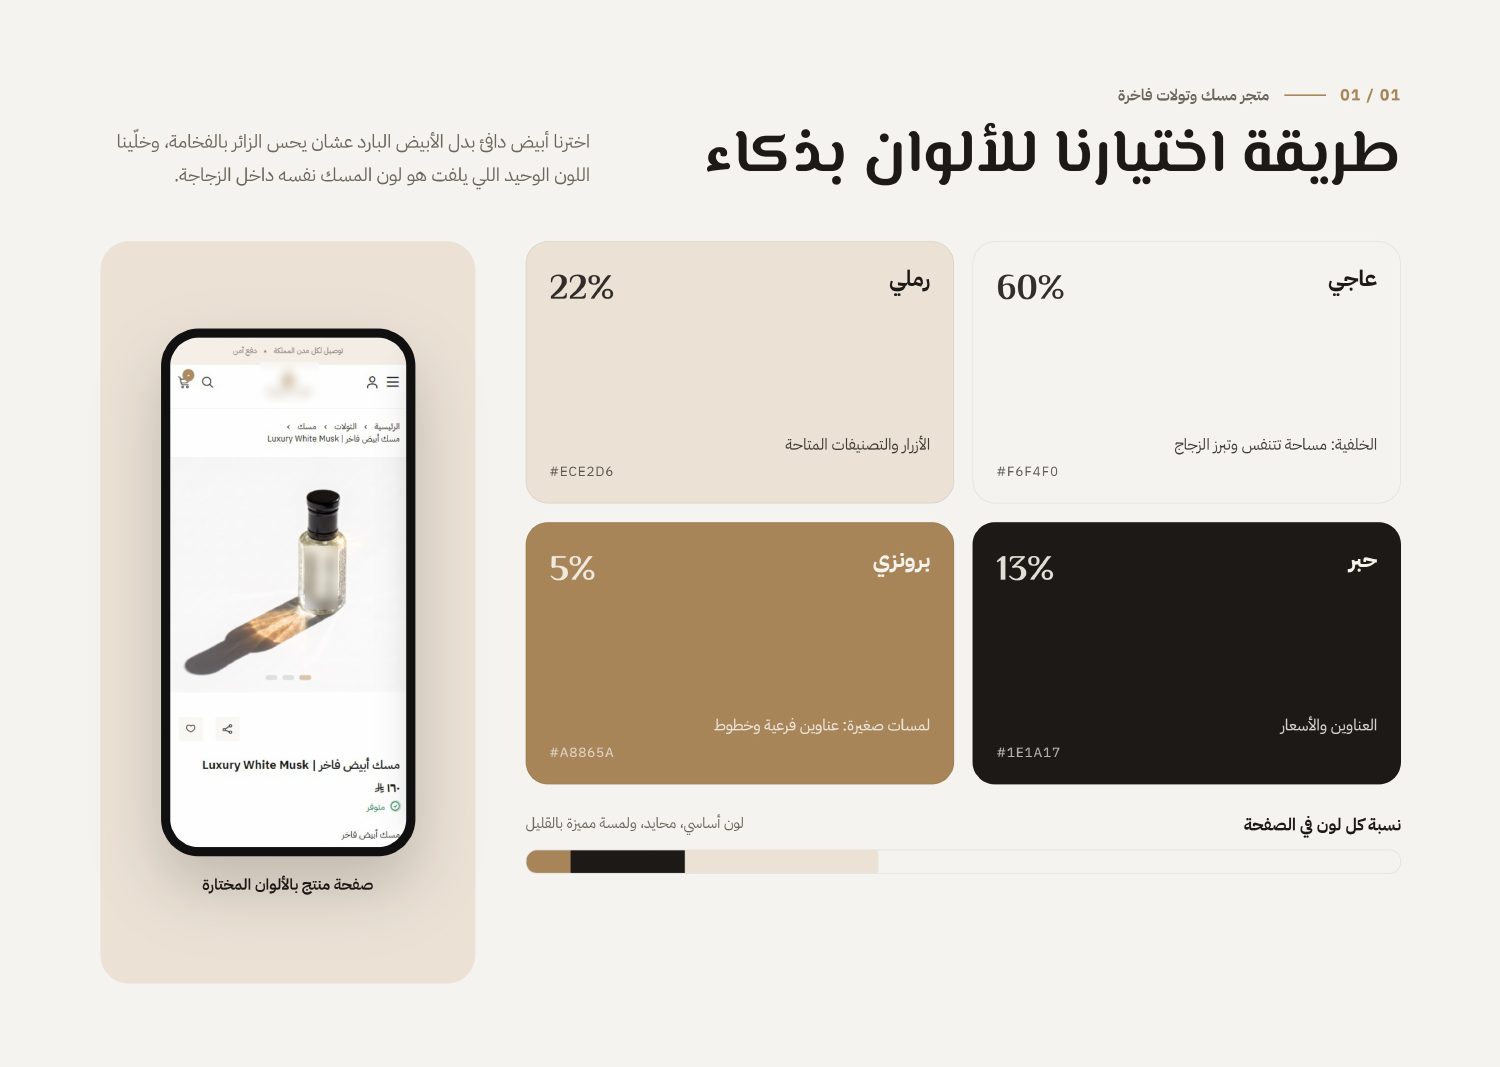 01 / 01 — متجر مسك وتولات فاخرة
طريقة اختيارنا للألوان بذكاء
اخترنا أبيض دافئ بدل الأبيض البارد عشان يحس الزائر بالفخامة، وخلّينا
اللون الوحيد اللي يلفت هو لون المسك نفسه داخل الزجاجة.
عاجي
60%
الخلفية: مساحة تتنفس وتبرز الزجاج
#F6F4F0
رملي
22%
الأزرار والتصنيفات المتاحة
#ECE2D6
حبر
13%
العناوين والأسعار
#1E1A17
برونزي
5%
لمسات صغيرة: عناوين فرعية وخطوط
#A8865A
نسبة كل لون في الصفحة
لون أساسي، محايد، ولمسة مميزة بالقليل
توصيل لكل مدن المملكة • دفع آمن
الرئيسية › التولات › مسك ›
مسك أبيض فاخر | Luxury White Musk
مسك أبيض فاخر | Luxury White Musk
١٦٠
متوفر
مسك أبيض فاخر
صفحة منتج بالألوان المختارة